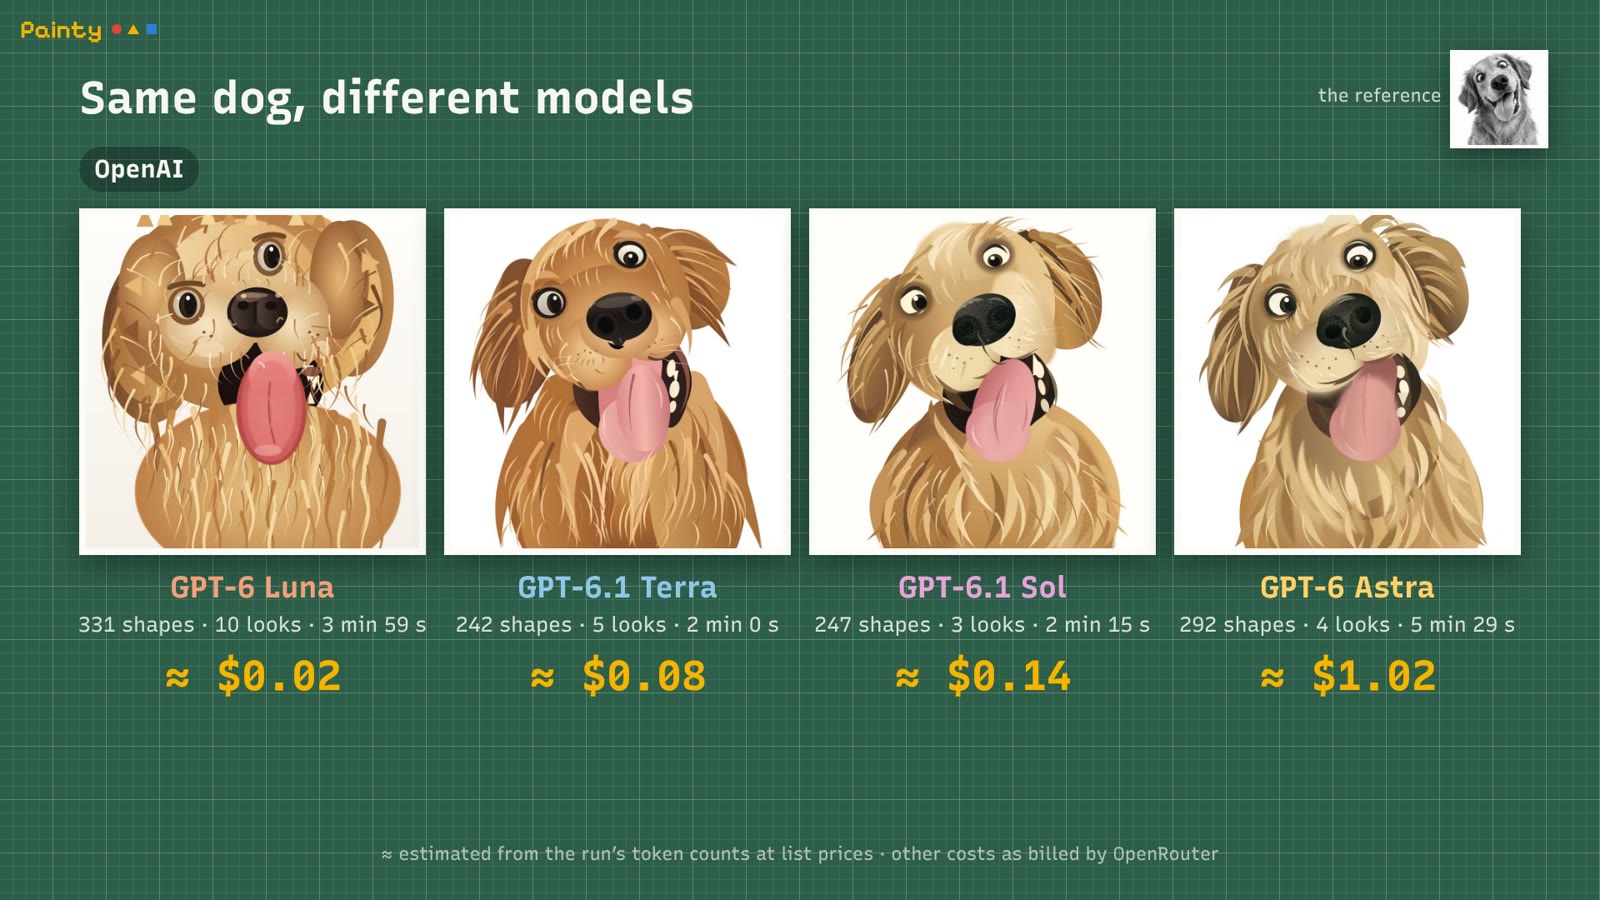 Painty
Same dog, different models
the reference
OpenAI
GPT-6 Luna
331 shapes · 10 looks · 3 min 59 s
≈ $0.02
GPT-6.1 Terra
242 shapes · 5 looks · 2 min 0 s
≈ $0.08
GPT-6.1 Sol
247 shapes · 3 looks · 2 min 15 s
≈ $0.14
GPT-6 Astra
292 shapes · 4 looks · 5 min 29 s
≈ $1.02
≈ estimated from the run’s token counts at list prices · other costs as billed by OpenRouter